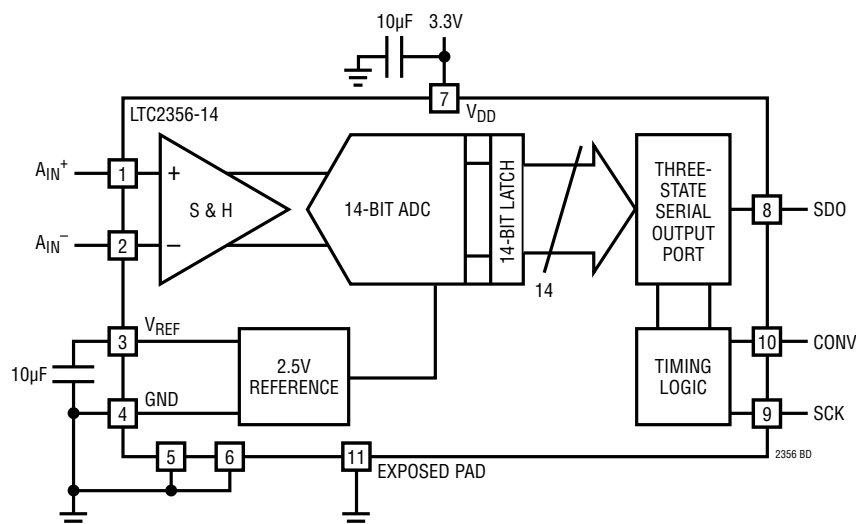 10µF 3.3V
7
LTC2356-14
VDD
AIN+ 1 +
S & H
14-BIT ADC
14-BIT LATCH
THREE-
STATE
SERIAL
OUTPUT
PORT
8 SDO
AIN– 2 –
14
3 VREF
10µF
2.5V
REFERENCE
TIMING
LOGIC
10 CONV
4 GND
9 SCK
5 6 11 EXPOSED PAD
2356 BD